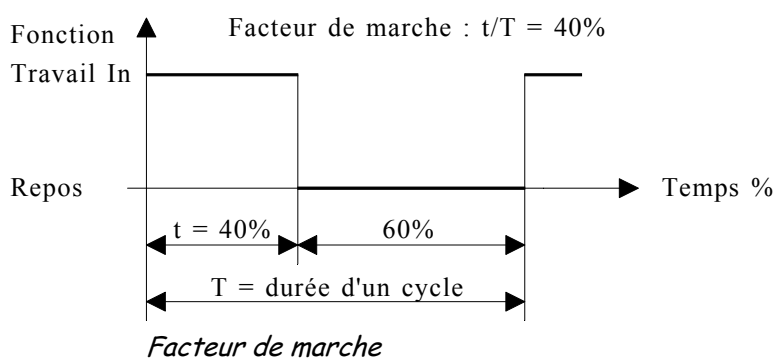 Fonction
Facteur de marche : t/T = 40%
Travail In
Repos
Temps %
t = 40%
60%
T = durée d'un cycle
Facteur de marche